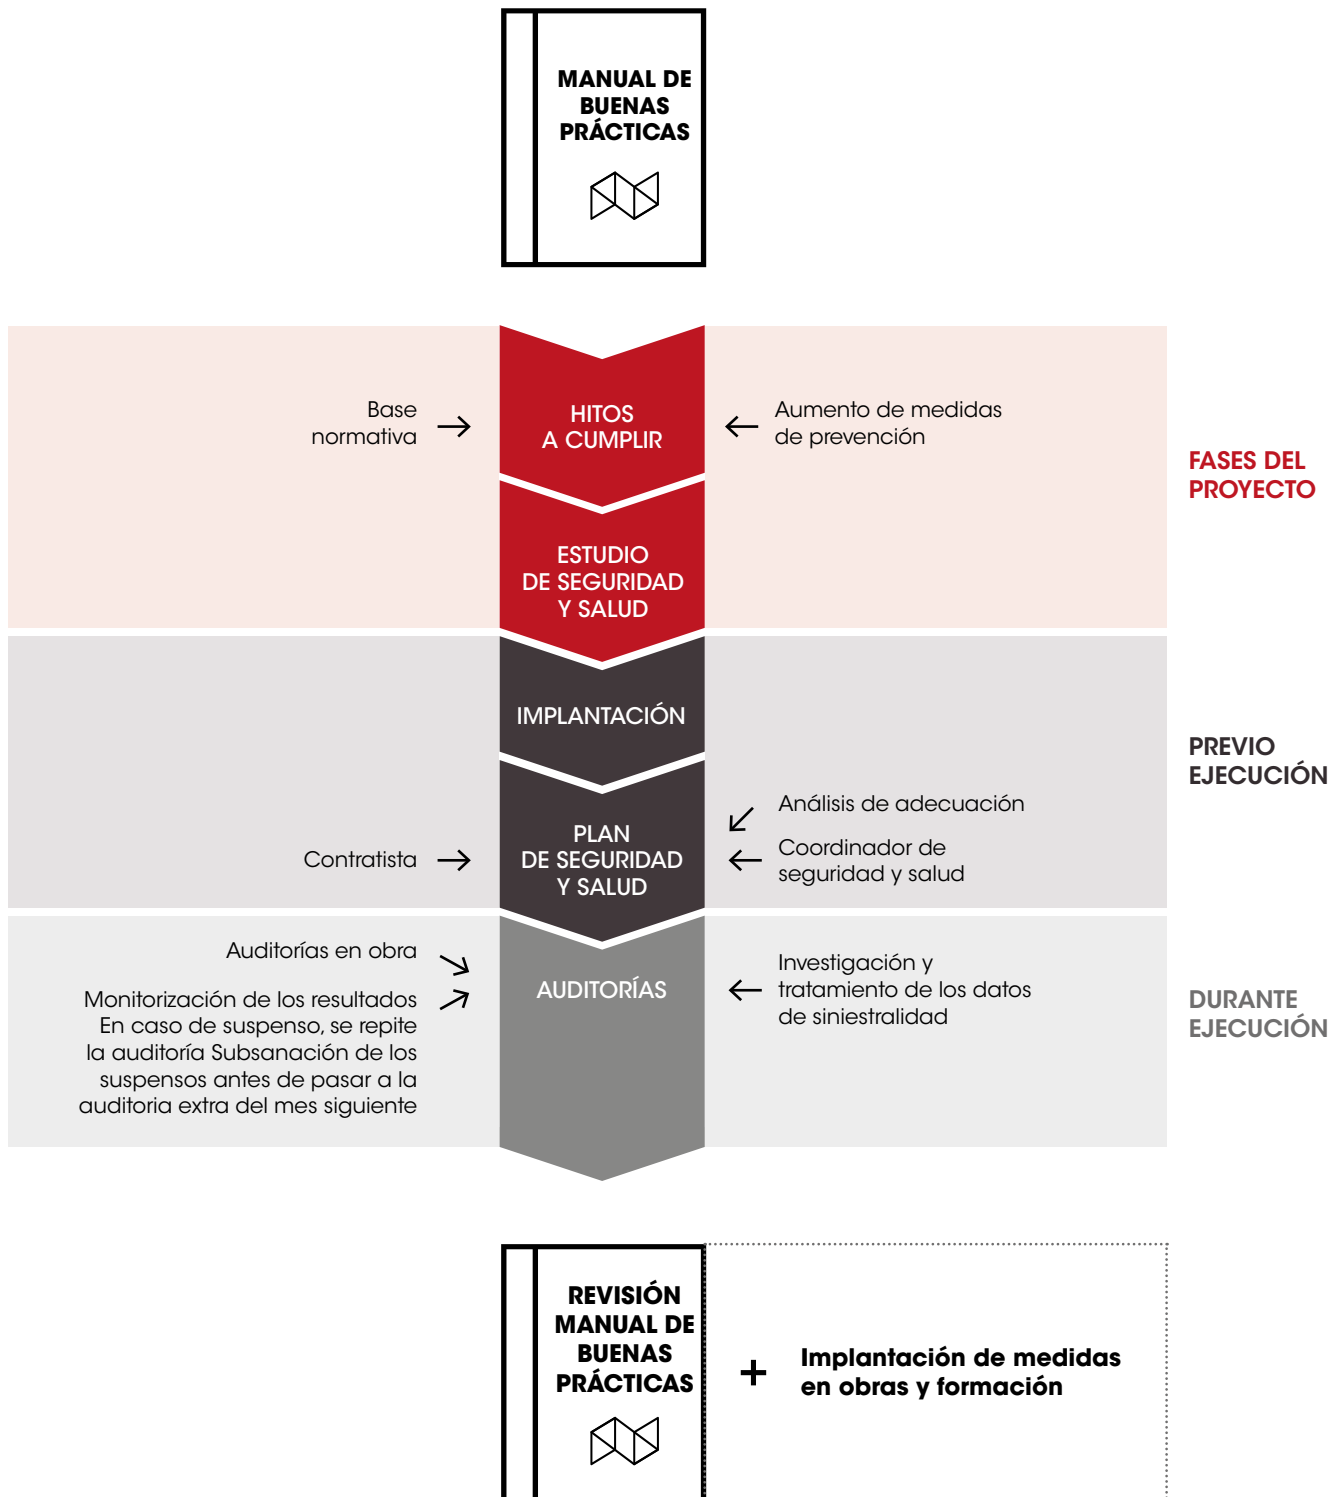 MANUAL DE
BUENAS
PRÁCTICAS
Base
normativa
HITOS
A CUMPLIR
Aumento de medidas
de prevención
FASES DEL
PROYECTO
ESTUDIO
DE SEGURIDAD
Y SALUD
IMPLANTACIÓN
PREVIO
EJECUCIÓN
Contratista
PLAN
DE SEGURIDAD
Y SALUD
Análisis de adecuación
Coordinador de
seguridad y salud
Auditorías en obra
Monitorización de los resultados
En caso de suspenso, se repite
la auditoría Subsanación de los
suspensos antes de pasar a la
auditoria extra del mes siguiente
AUDITORÍAS
Investigación y
tratamiento de los datos
de siniestralidad
DURANTE
EJECUCIÓN
REVISIÓN
MANUAL DE
BUENAS
PRÁCTICAS
+
Implantación de medidas
en obras y formación